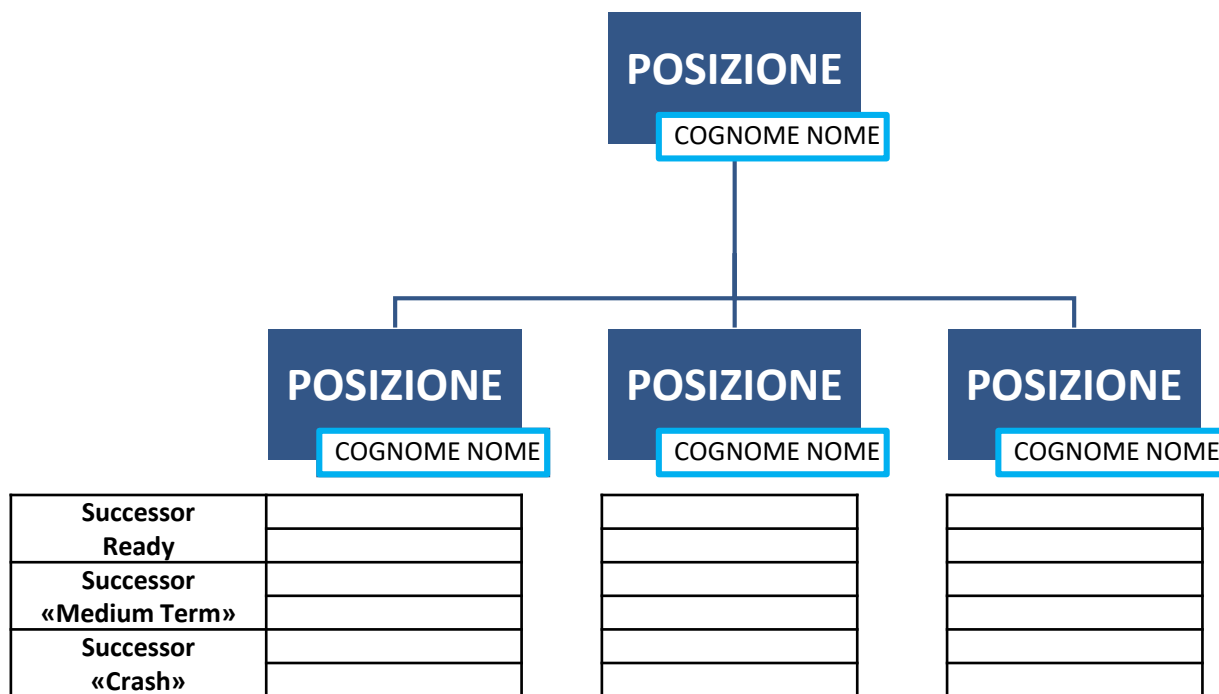 POSIZIONE
COGNOME NOME
POSIZIONE
COGNOME NOME
POSIZIONE
COGNOME NOME
POSIZIONE
COGNOME NOME
Successor
Ready
Successor
«Medium Term»
Successor
«Crash»